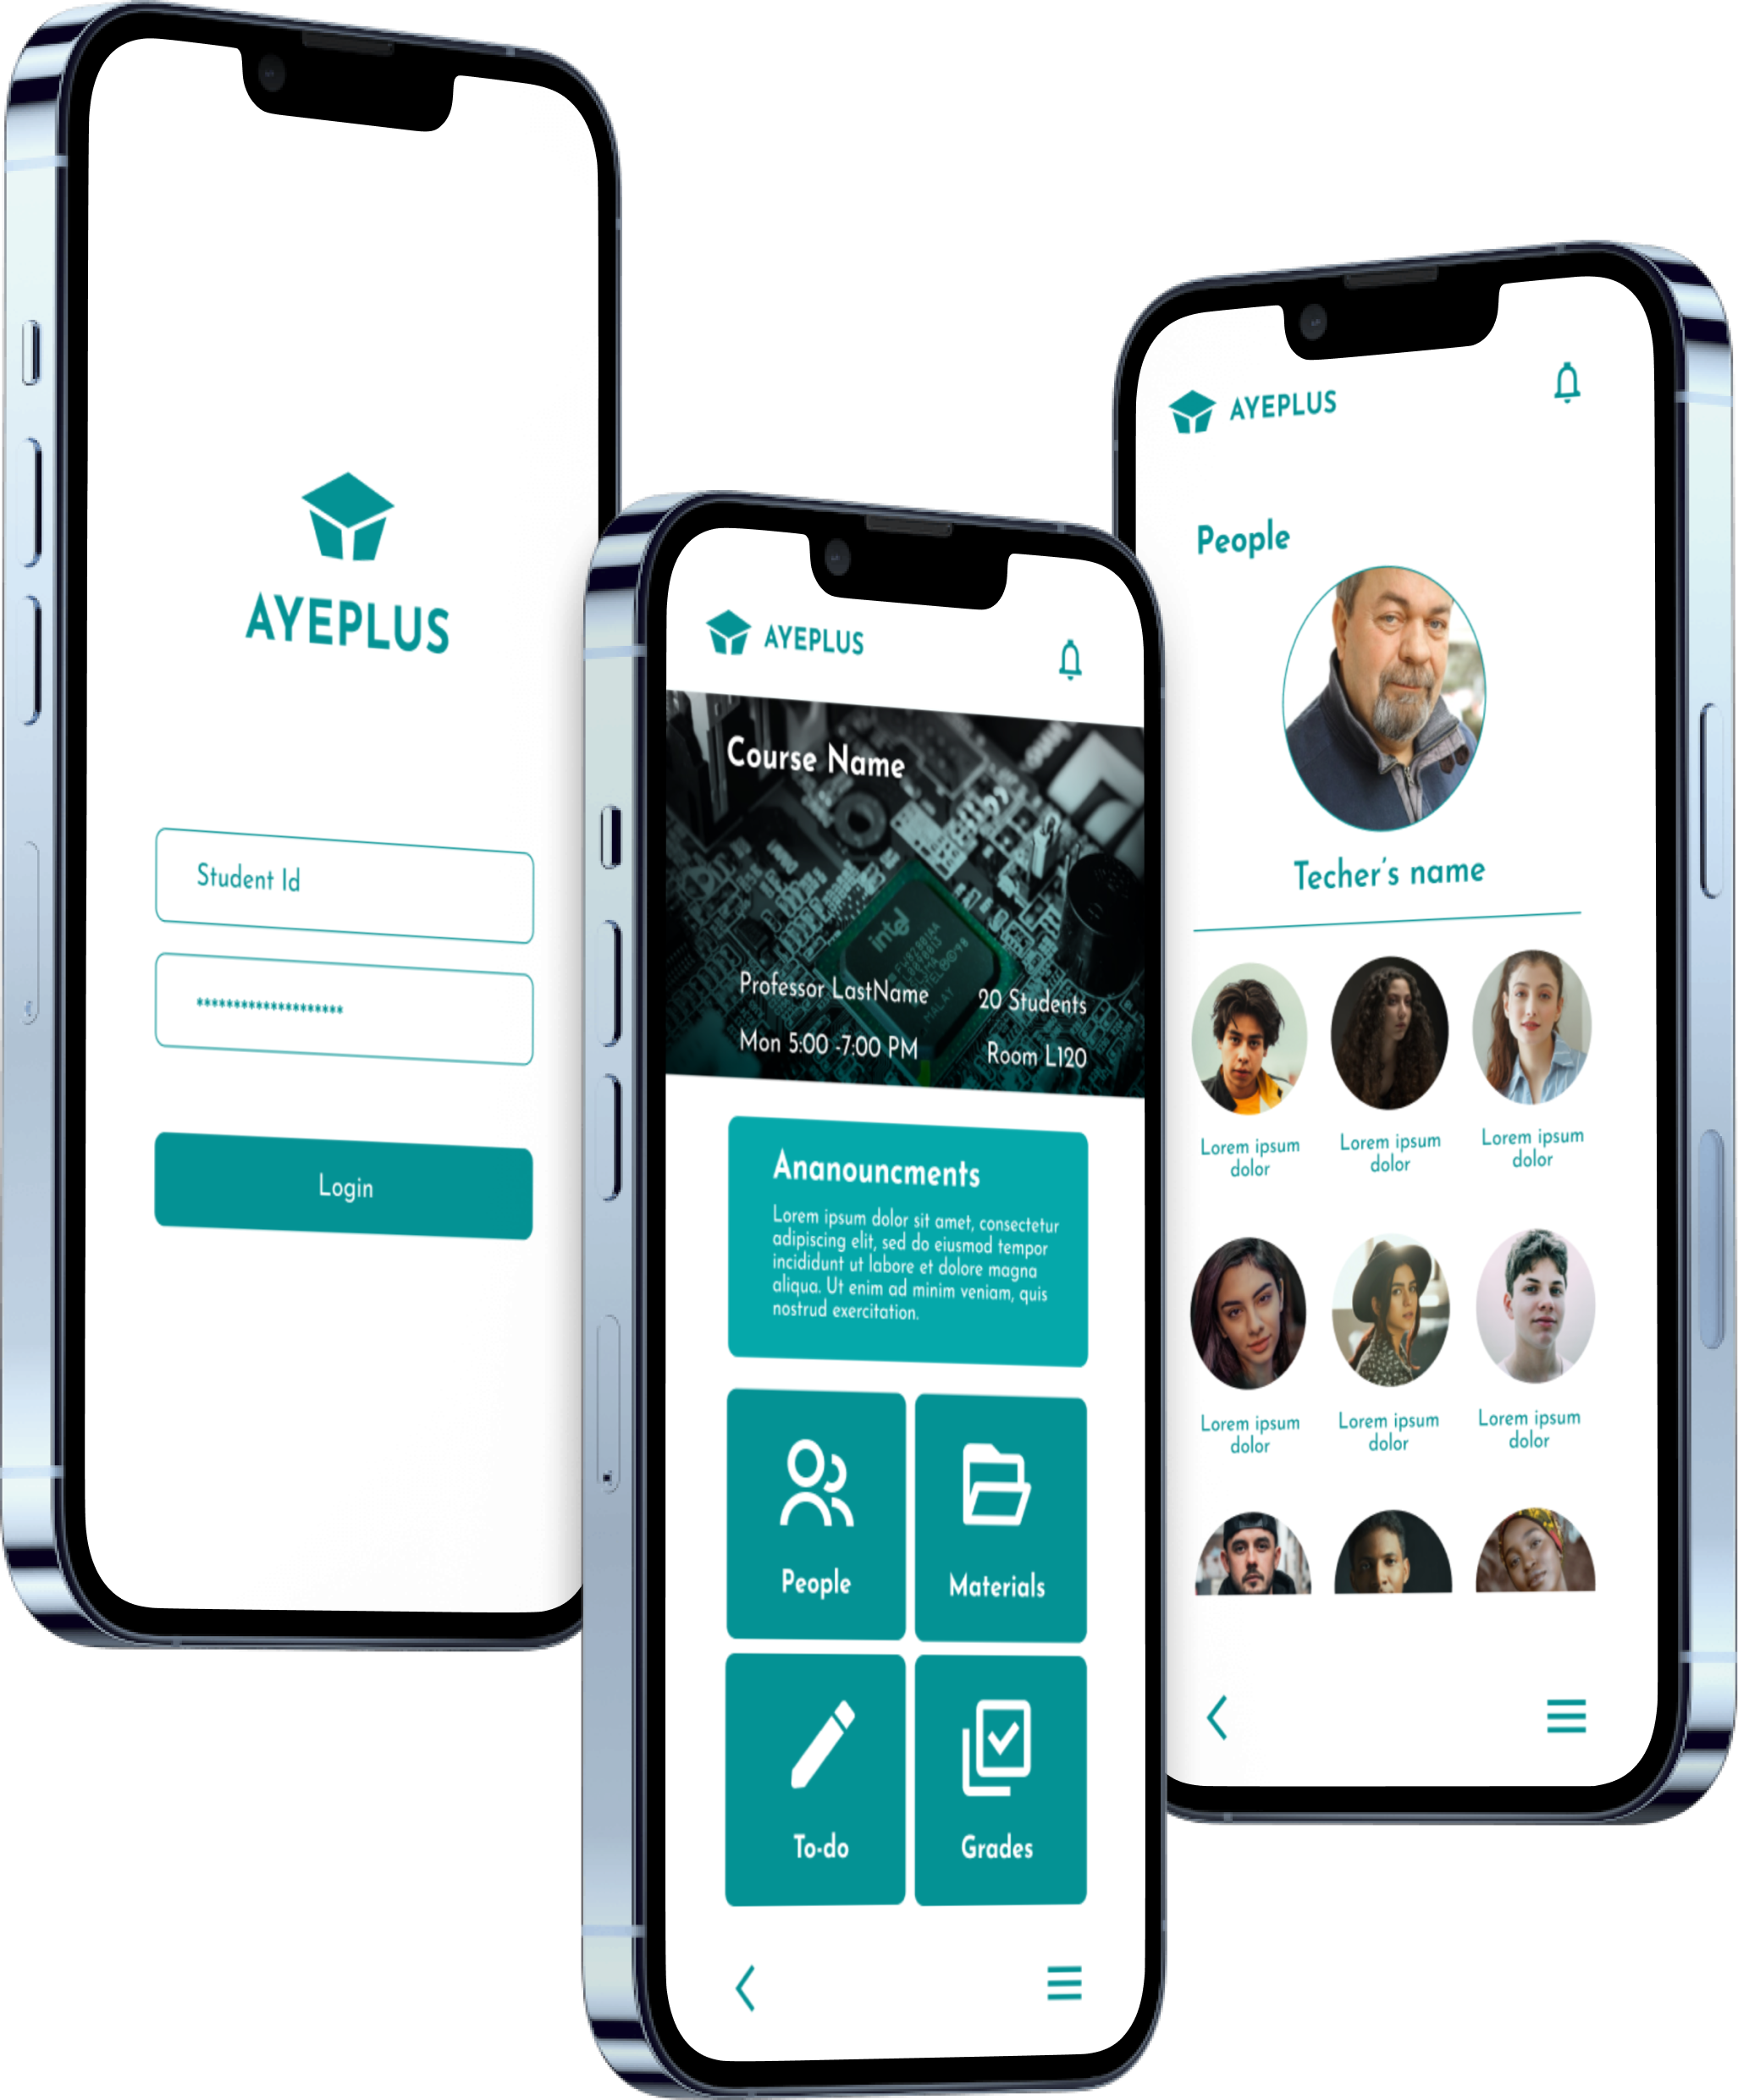 AYEPLUS
Student Id
********************
Login
AYEPLUS
Course Name
intel
Professor LastName
20 Students
Mon 5:00 -7:00 PM
Room L120
Ananouncments
Lorem ipsum dolor sit amet, consectetur
adipiscing elit, sed do eiusmod tempor
incididunt ut labore et dolore magna
aliqua. Ut enim ad minim veniam, quis
nostrud exercitation.
People
Materials
To-do
Grades
AYEPLUS
People
Techer's name
Lorem ipsum
dolor
Lorem ipsum
dolor
Lorem ipsum
dolor
Lorem ipsum
dolor
Lorem ipsum
dolor
Lorem ipsum
dolor